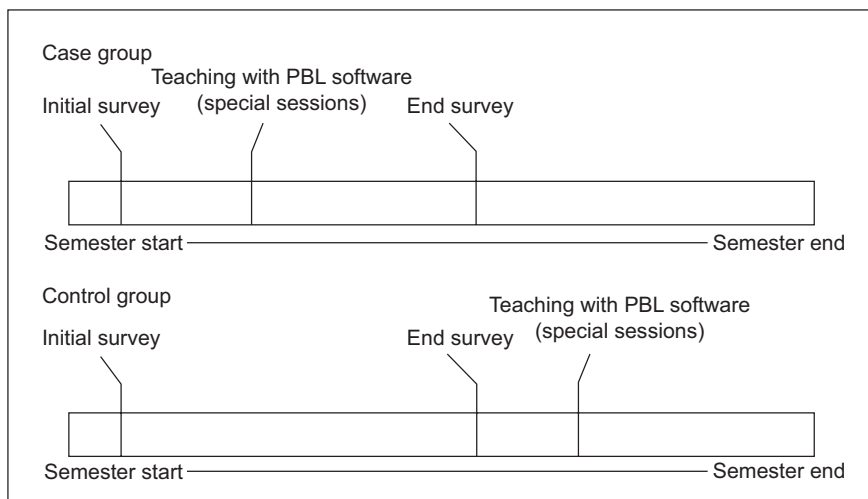 Case group
Teaching with PBL software
(special sessions)
Initial survey
End survey
Semester start
Semester end
Control group
Teaching with PBL software
(special sessions)
Initial survey
End survey
Semester start
Semester end